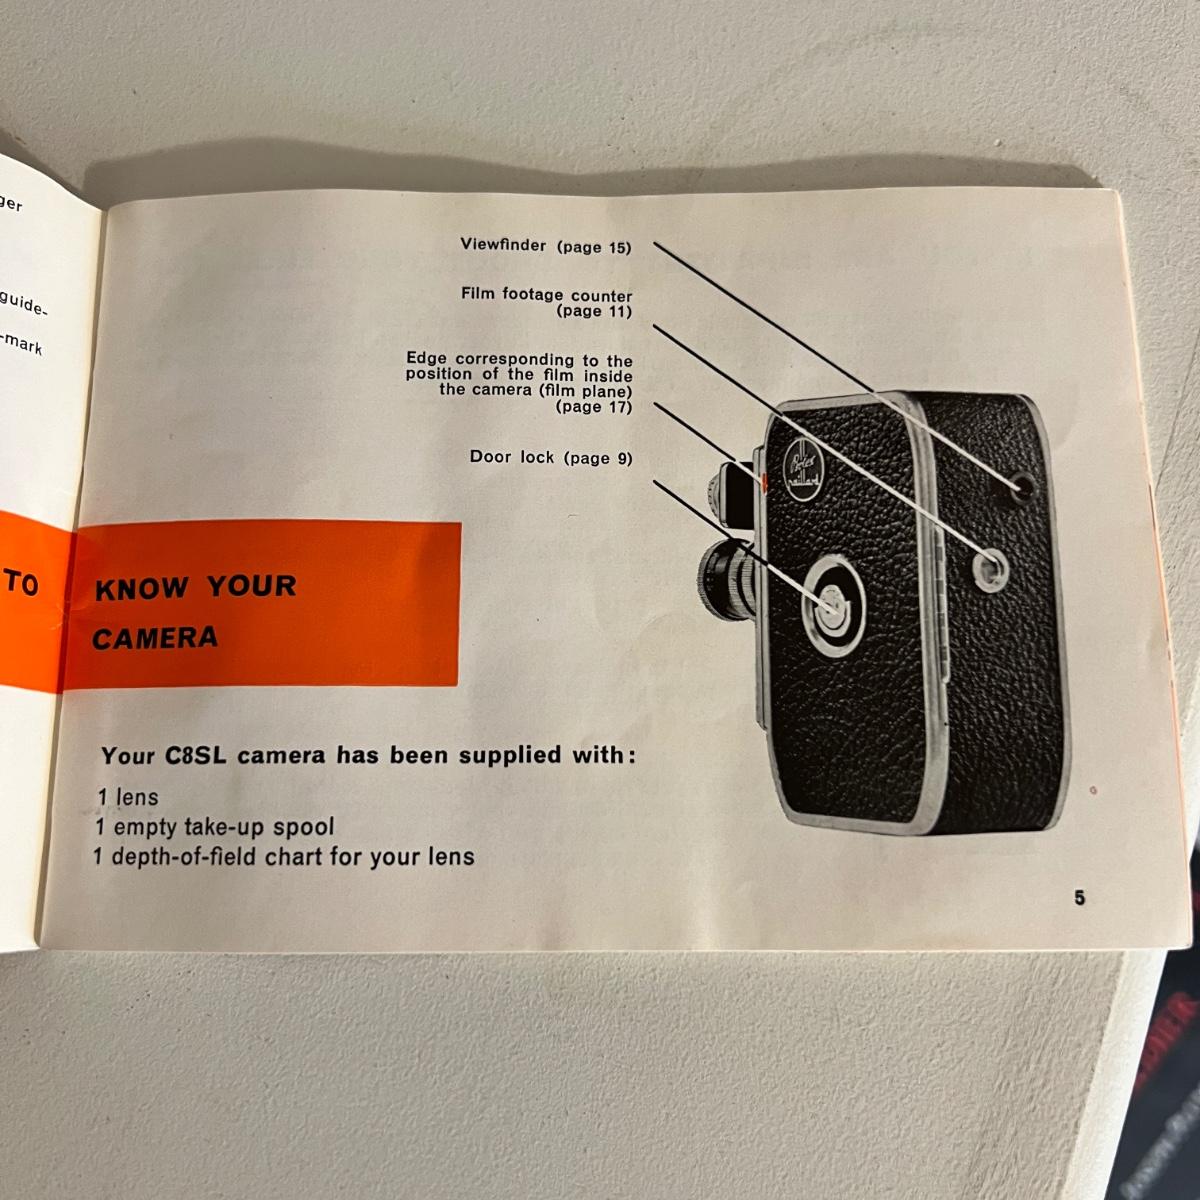 ger
guide-
-mark
TO
Viewfinder (page 15)
Film footage counter
(page 11)
Edge corresponding to the
position of the film inside
the camera (film plane)
(page 17)
Door lock (page 9)
Bolex
Paillard
KNOW YOUR
CAMERA
Your C8SL camera has been supplied with:
1 lens
1 empty take-up spool
1 depth-of-field chart for your lens
5